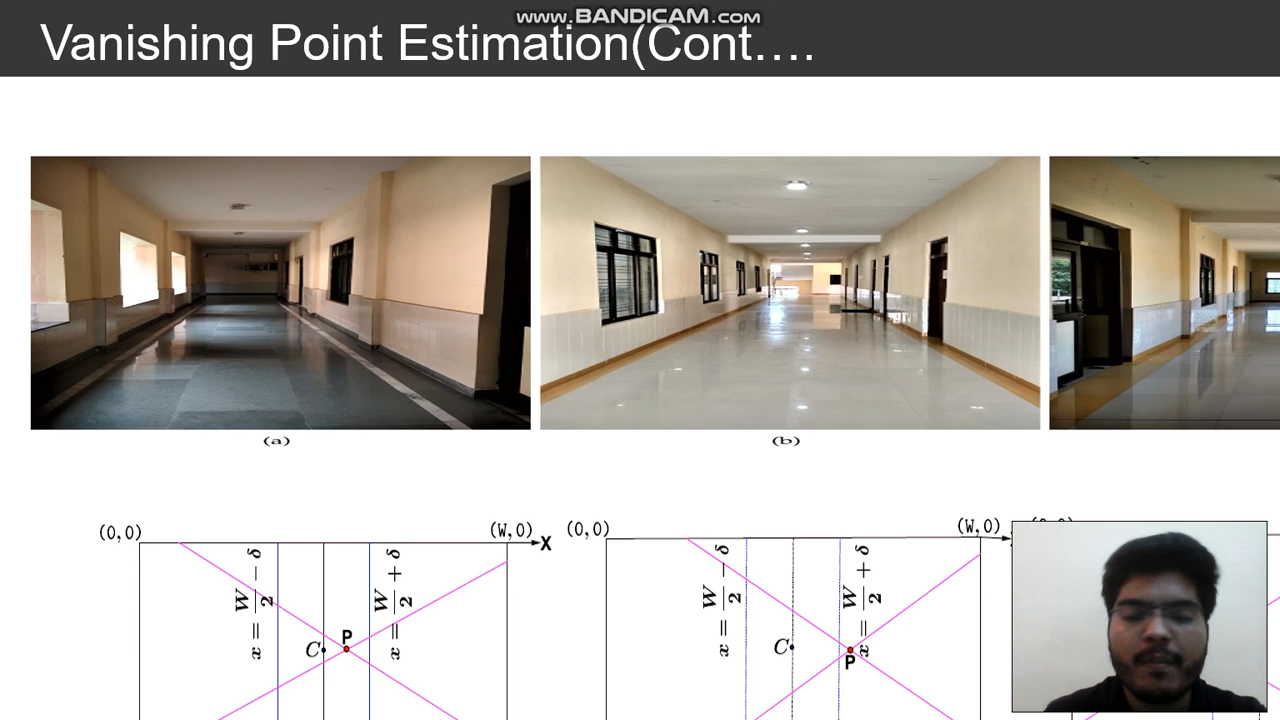 www.BANDICAM.com
Vanishing Point Estimation(Cont….
(a)
(b)
(0,0)
(W,0)
X
x = W/2 − δ
x = W/2 + δ
C
P
(0,0)
(W,0)
x = W/2 − δ
x = W/2 + δ
C
P